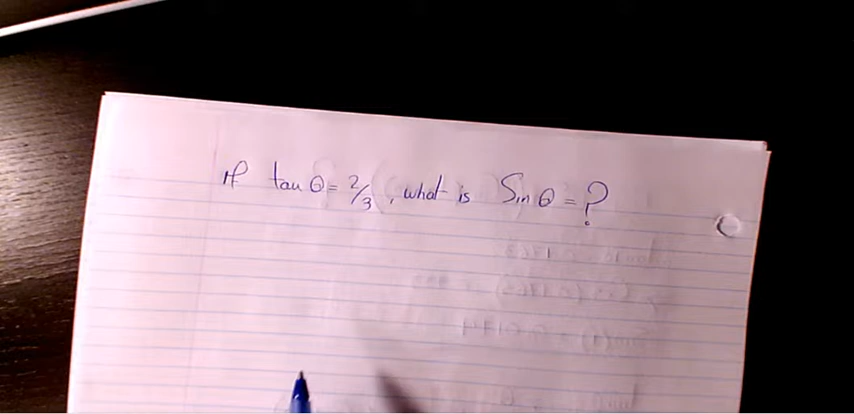 If tan θ = 2/3, what is Sin θ = ?